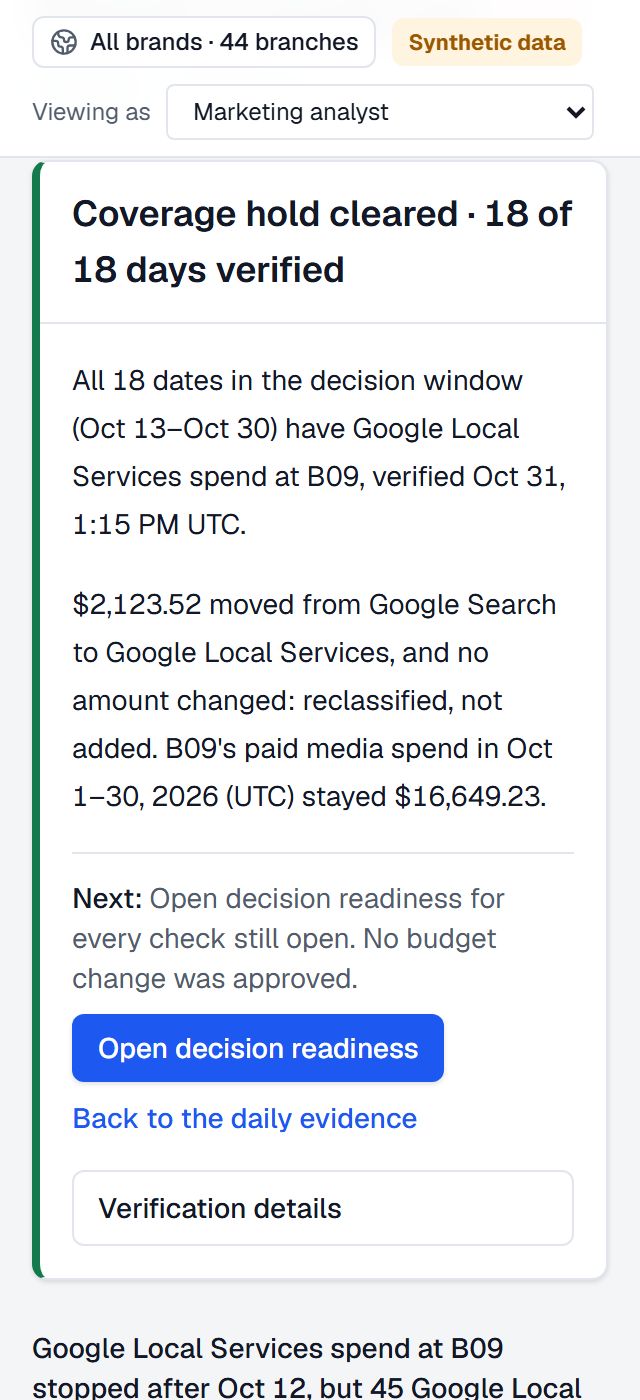 All brands · 44 branches
Synthetic data
Viewing as
Marketing analyst
Coverage hold cleared · 18 of
18 days verified
All 18 dates in the decision window
(Oct 13–Oct 30) have Google Local
Services spend at B09, verified Oct 31,
1:15 PM UTC.
$2,123.52 moved from Google Search
to Google Local Services, and no
amount changed: reclassified, not
added. B09's paid media spend in Oct
1–30, 2026 (UTC) stayed $16,649.23.
Next: Open decision readiness for
every check still open. No budget
change was approved.
Open decision readiness
Back to the daily evidence
Verification details
Google Local Services spend at B09
stopped after Oct 12, but 45 Google Local